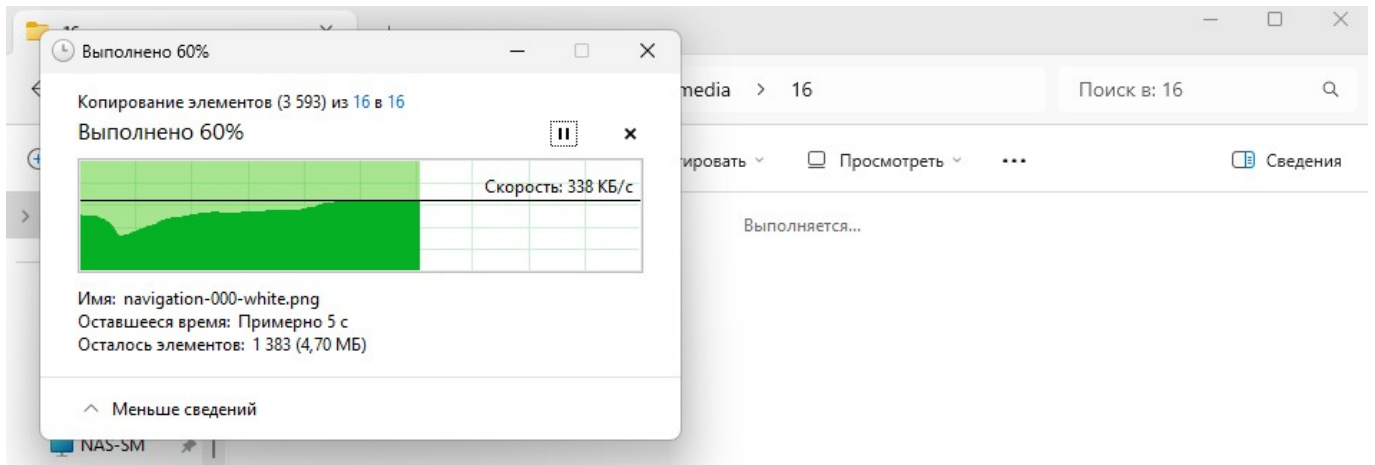 Выполнено 60%
Копирование элементов (3 593) из 16 в 16
Выполнено 60%
Скорость: 338 КБ/с
Имя: navigation-000-white.png
Оставшееся время: Примерно 5 с
Осталось элементов: 1 383 (4,70 МБ)
Меньше сведений
media > 16
Поиск в: 16
ировать
Просмотреть
Сведения
Выполняется...
NAS-SM